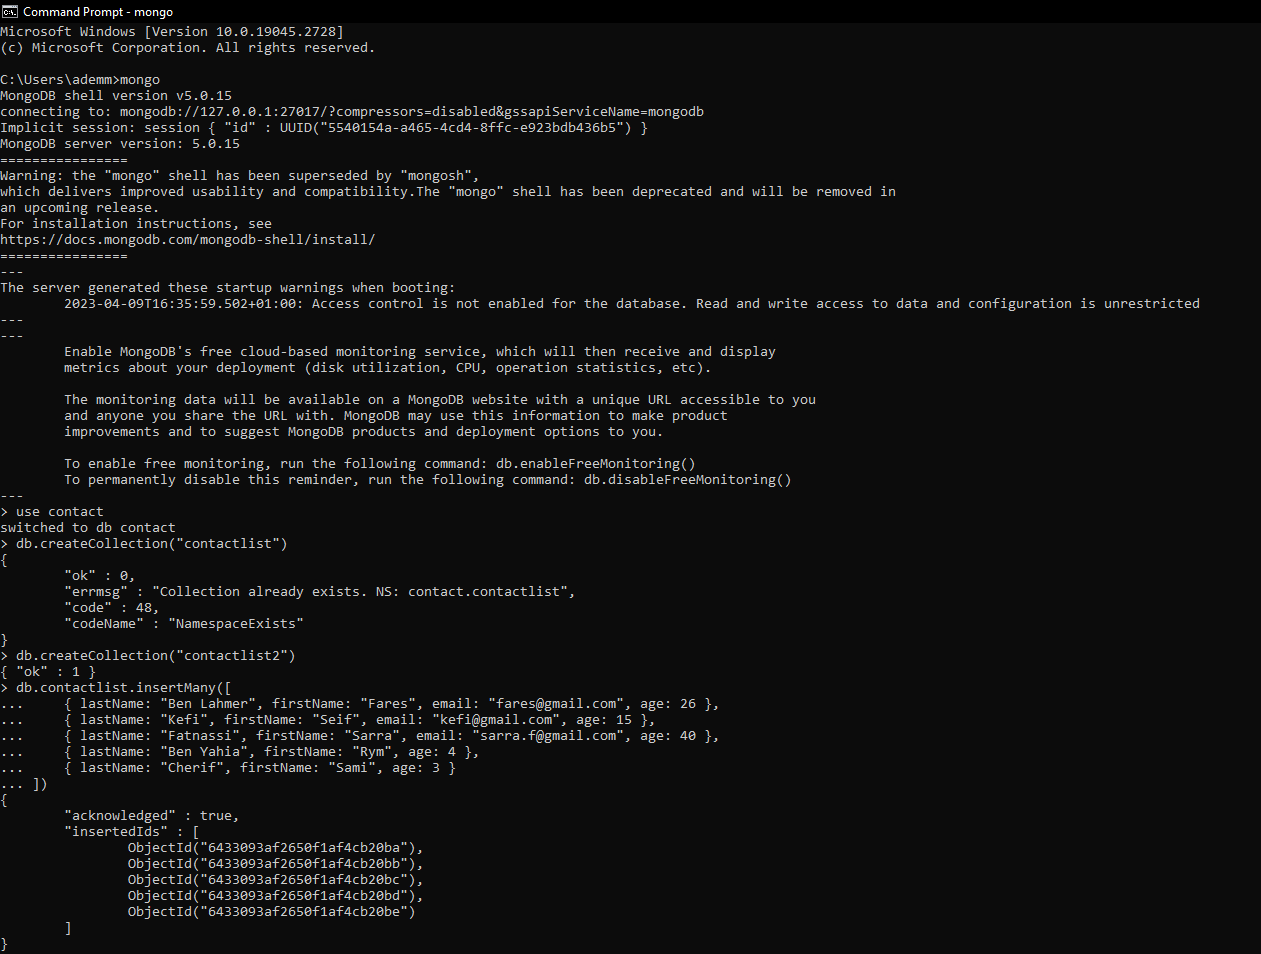 Command Prompt - mongo
Microsoft Windows [Version 10.0.19045.2728]
(c) Microsoft Corporation. All rights reserved.
C:\Users\ademm>mongo
MongoDB shell version v5.0.15
connecting to: mongodb://127.0.0.1:27017/?compressors=disabled&gssapiServiceName=mongodb
Implicit session: session { "id" : UUID("5540154a-a465-4cd4-8ffc-e923bdb436b5") }
MongoDB server version: 5.0.15
================
Warning: the "mongo" shell has been superseded by "mongosh",
which delivers improved usability and compatibility.The "mongo" shell has been deprecated and will be removed in
an upcoming release.
For installation instructions, see
https://docs.mongodb.com/mongodb-shell/install/
================
---
The server generated these startup warnings when booting:
        2023-04-09T16:35:59.502+01:00: Access control is not enabled for the database. Read and write access to data and configuration is unrestricted
---
---
        Enable MongoDB's free cloud-based monitoring service, which will then receive and display
        metrics about your deployment (disk utilization, CPU, operation statistics, etc).
        The monitoring data will be available on a MongoDB website with a unique URL accessible to you
        and anyone you share the URL with. MongoDB may use this information to make product
        improvements and to suggest MongoDB products and deployment options to you.
        To enable free monitoring, run the following command: db.enableFreeMonitoring()
        To permanently disable this reminder, run the following command: db.disableFreeMonitoring()
---
> use contact
switched to db contact
> db.createCollection("contactlist")
{
        "ok" : 0,
        "errmsg" : "Collection already exists. NS: contact.contactlist",
        "code" : 48,
        "codeName" : "NamespaceExists"
}
> db.createCollection("contactlist2")
{ "ok" : 1 }
> db.contactlist.insertMany([
...     { lastName: "Ben Lahmer", firstName: "Fares", email: "fares@gmail.com", age: 26 },
...     { lastName: "Kefi", firstName: "Seif", email: "kefi@gmail.com", age: 15 },
...     { lastName: "Fatnassi", firstName: "Sarra", email: "sarra.f@gmail.com", age: 40 },
...     { lastName: "Ben Yahia", firstName: "Rym", age: 4 },
...     { lastName: "Cherif", firstName: "Sami", age: 3 }
... ])
{
        "acknowledged" : true,
        "insertedIds" : [
                ObjectId("6433093af2650f1af4cb20ba"),
                ObjectId("6433093af2650f1af4cb20bb"),
                ObjectId("6433093af2650f1af4cb20bc"),
                ObjectId("6433093af2650f1af4cb20bd"),
                ObjectId("6433093af2650f1af4cb20be")
        ]
}